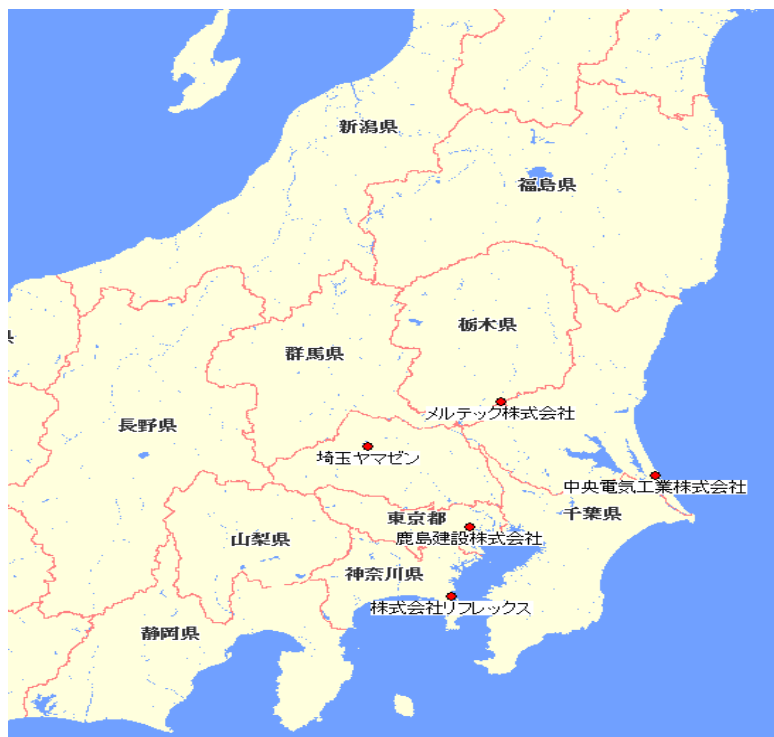 新潟県
福島県
栃木県
群馬県
メルテック株式会社
長野県
埼玉ヤマゼン
中央電気工業株式会社
千葉県
東京都
鹿島建設株式会社
山梨県
神奈川県
株式会社リフレックス
静岡県